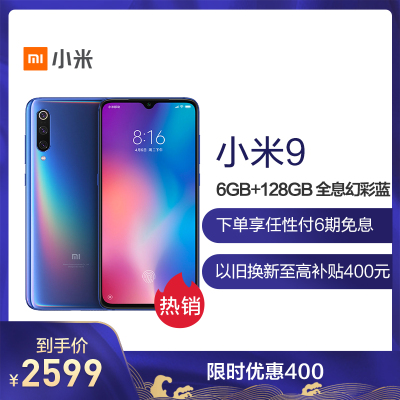 mi 小米
小米9
6GB+128GB 全息幻彩蓝
下单享任性付6期免息
以旧换新至高补贴400元
8:16
热销
到手价
¥2599
限时优惠400